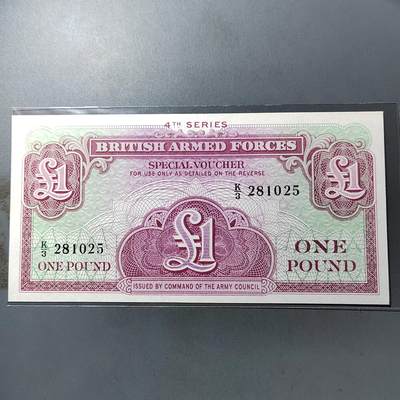 4TH SERIES
BRITISH ARMED FORCES
SPECIAL VOUCHER
FOR USE ONLY AS DETAILED ON THE REVERSE
£1
£1
K/3 281025
K/3 281025
£1
ONE POUND
ONE
POUND
ISSUED BY COMMAND OF THE ARMY COUNCIL